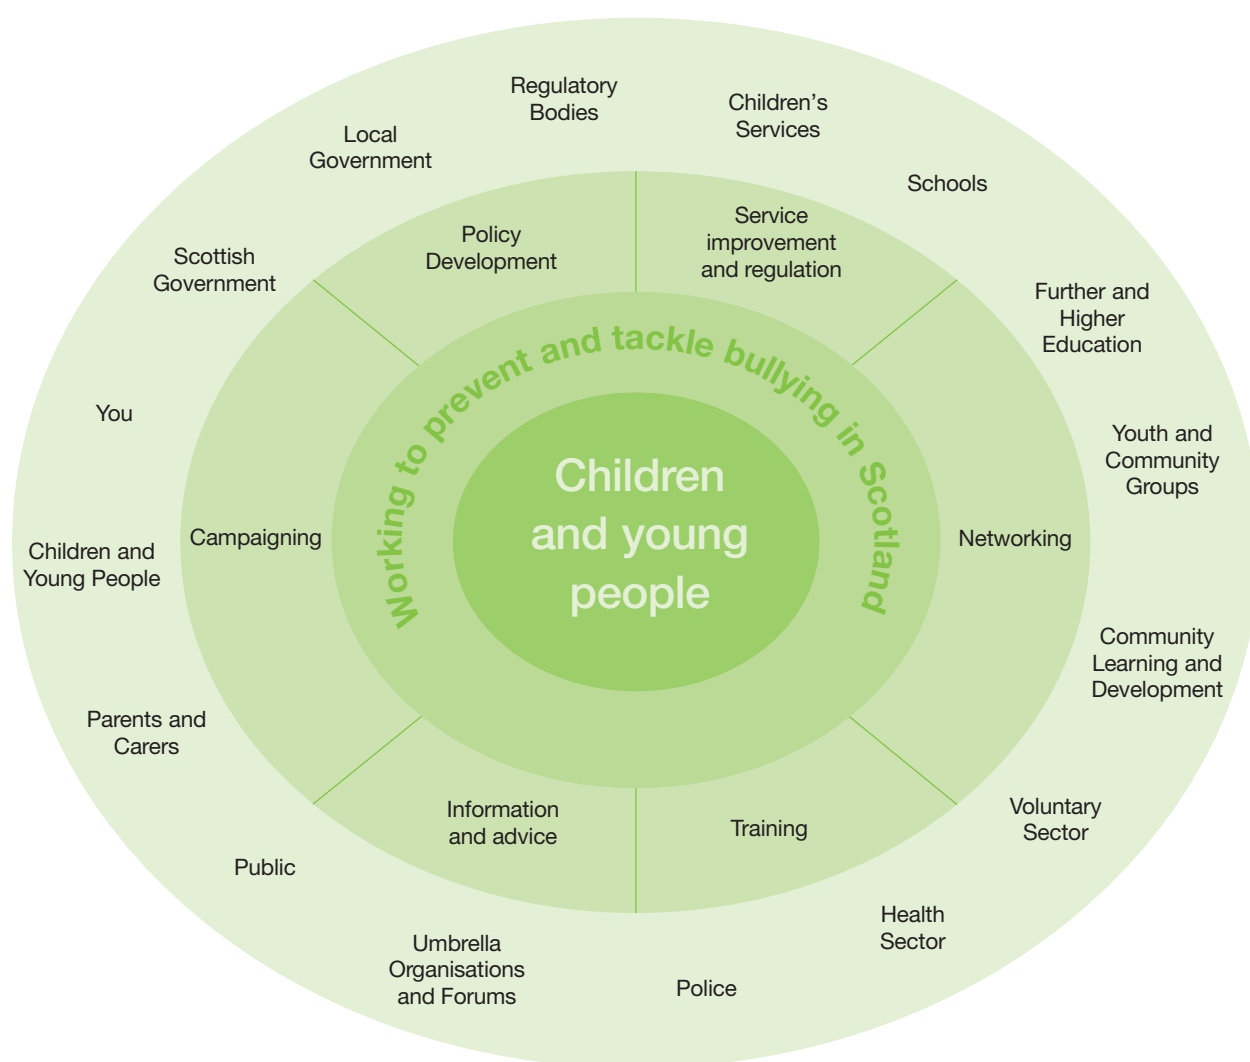 Regulatory
Bodies
Children's
Services
Local
Government
Schools
Service
improvement
and regulation
Policy
Development
Scottish
Government
Further and
Higher
Education
Working to prevent and tackle bullying in Scotland
You
Youth and
Community
Groups
Children
and young
people
Campaigning
Networking
Children and
Young People
Community
Learning and
Development
Parents and
Carers
Information
and advice
Training
Voluntary
Sector
Public
Health
Sector
Umbrella
Organisations
and Forums
Police